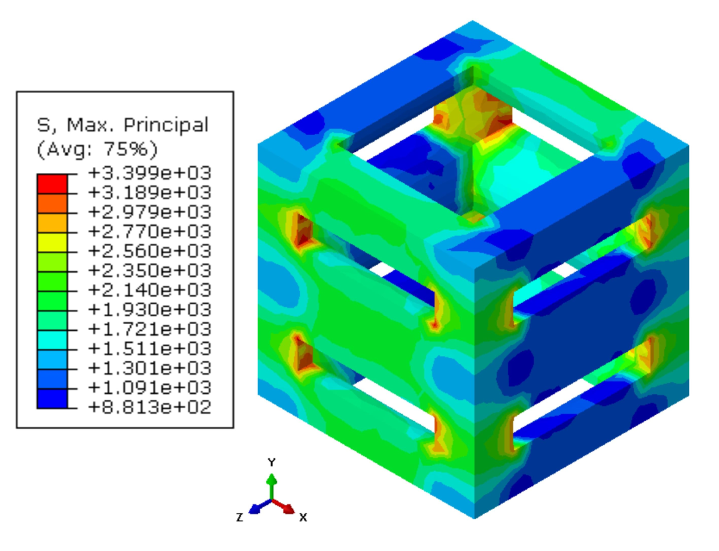 S, Max. Principal
(Avg: 75%)
+3.399e+03
+3.189e+03
+2.979e+03
+2.770e+03
+2.560e+03
+2.350e+03
+2.140e+03
+1.930e+03
+1.721e+03
+1.511e+03
+1.301e+03
+1.091e+03
+8.813e+02
Y
Z
X